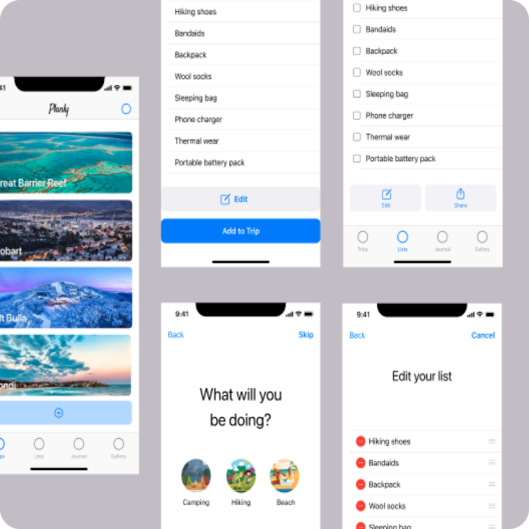 41
Planly
reat Barrier Reef
obart
t Bulla
ondi
ps
Lists
Journal
Gallery
Hiking shoes
Bandaids
Backpack
Wool socks
Sleeping bag
Phone charger
Thermal wear
Portable battery pack
Edit
Add to Trip
Hiking shoes
Bandaids
Backpack
Wool socks
Sleeping bag
Phone charger
Thermal wear
Portable battery pack
Edit
Share
Trips
Lists
Journal
Gallery
9:41
Back
Skip
What will you
be doing?
Camping
Hiking
Beach
9:41
Back
Cancel
Edit your list
Hiking shoes
Bandaids
Backpack
Wool socks
Sleeping bag